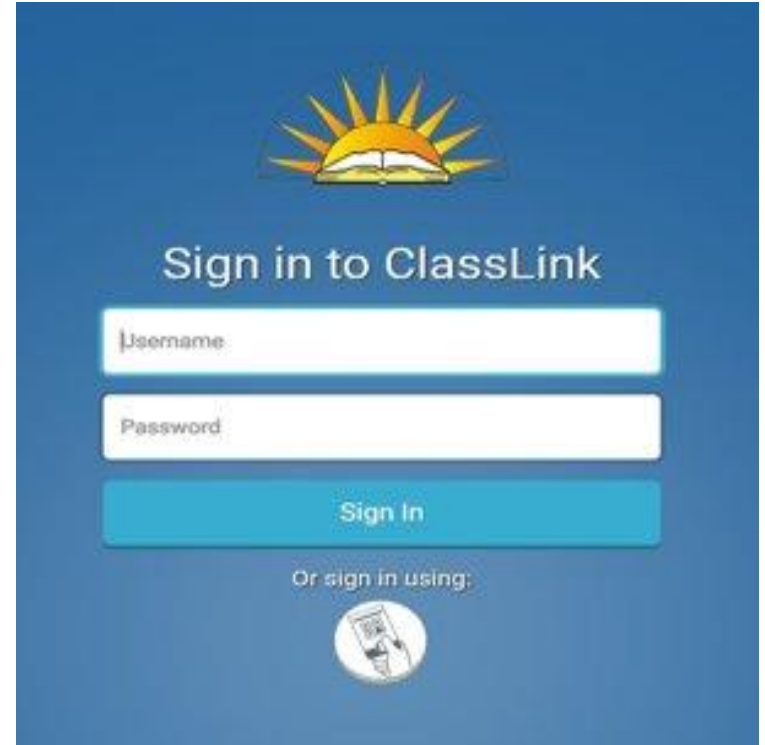 Sign in to ClassLink
Username
Password
Sign In
Or sign in using: